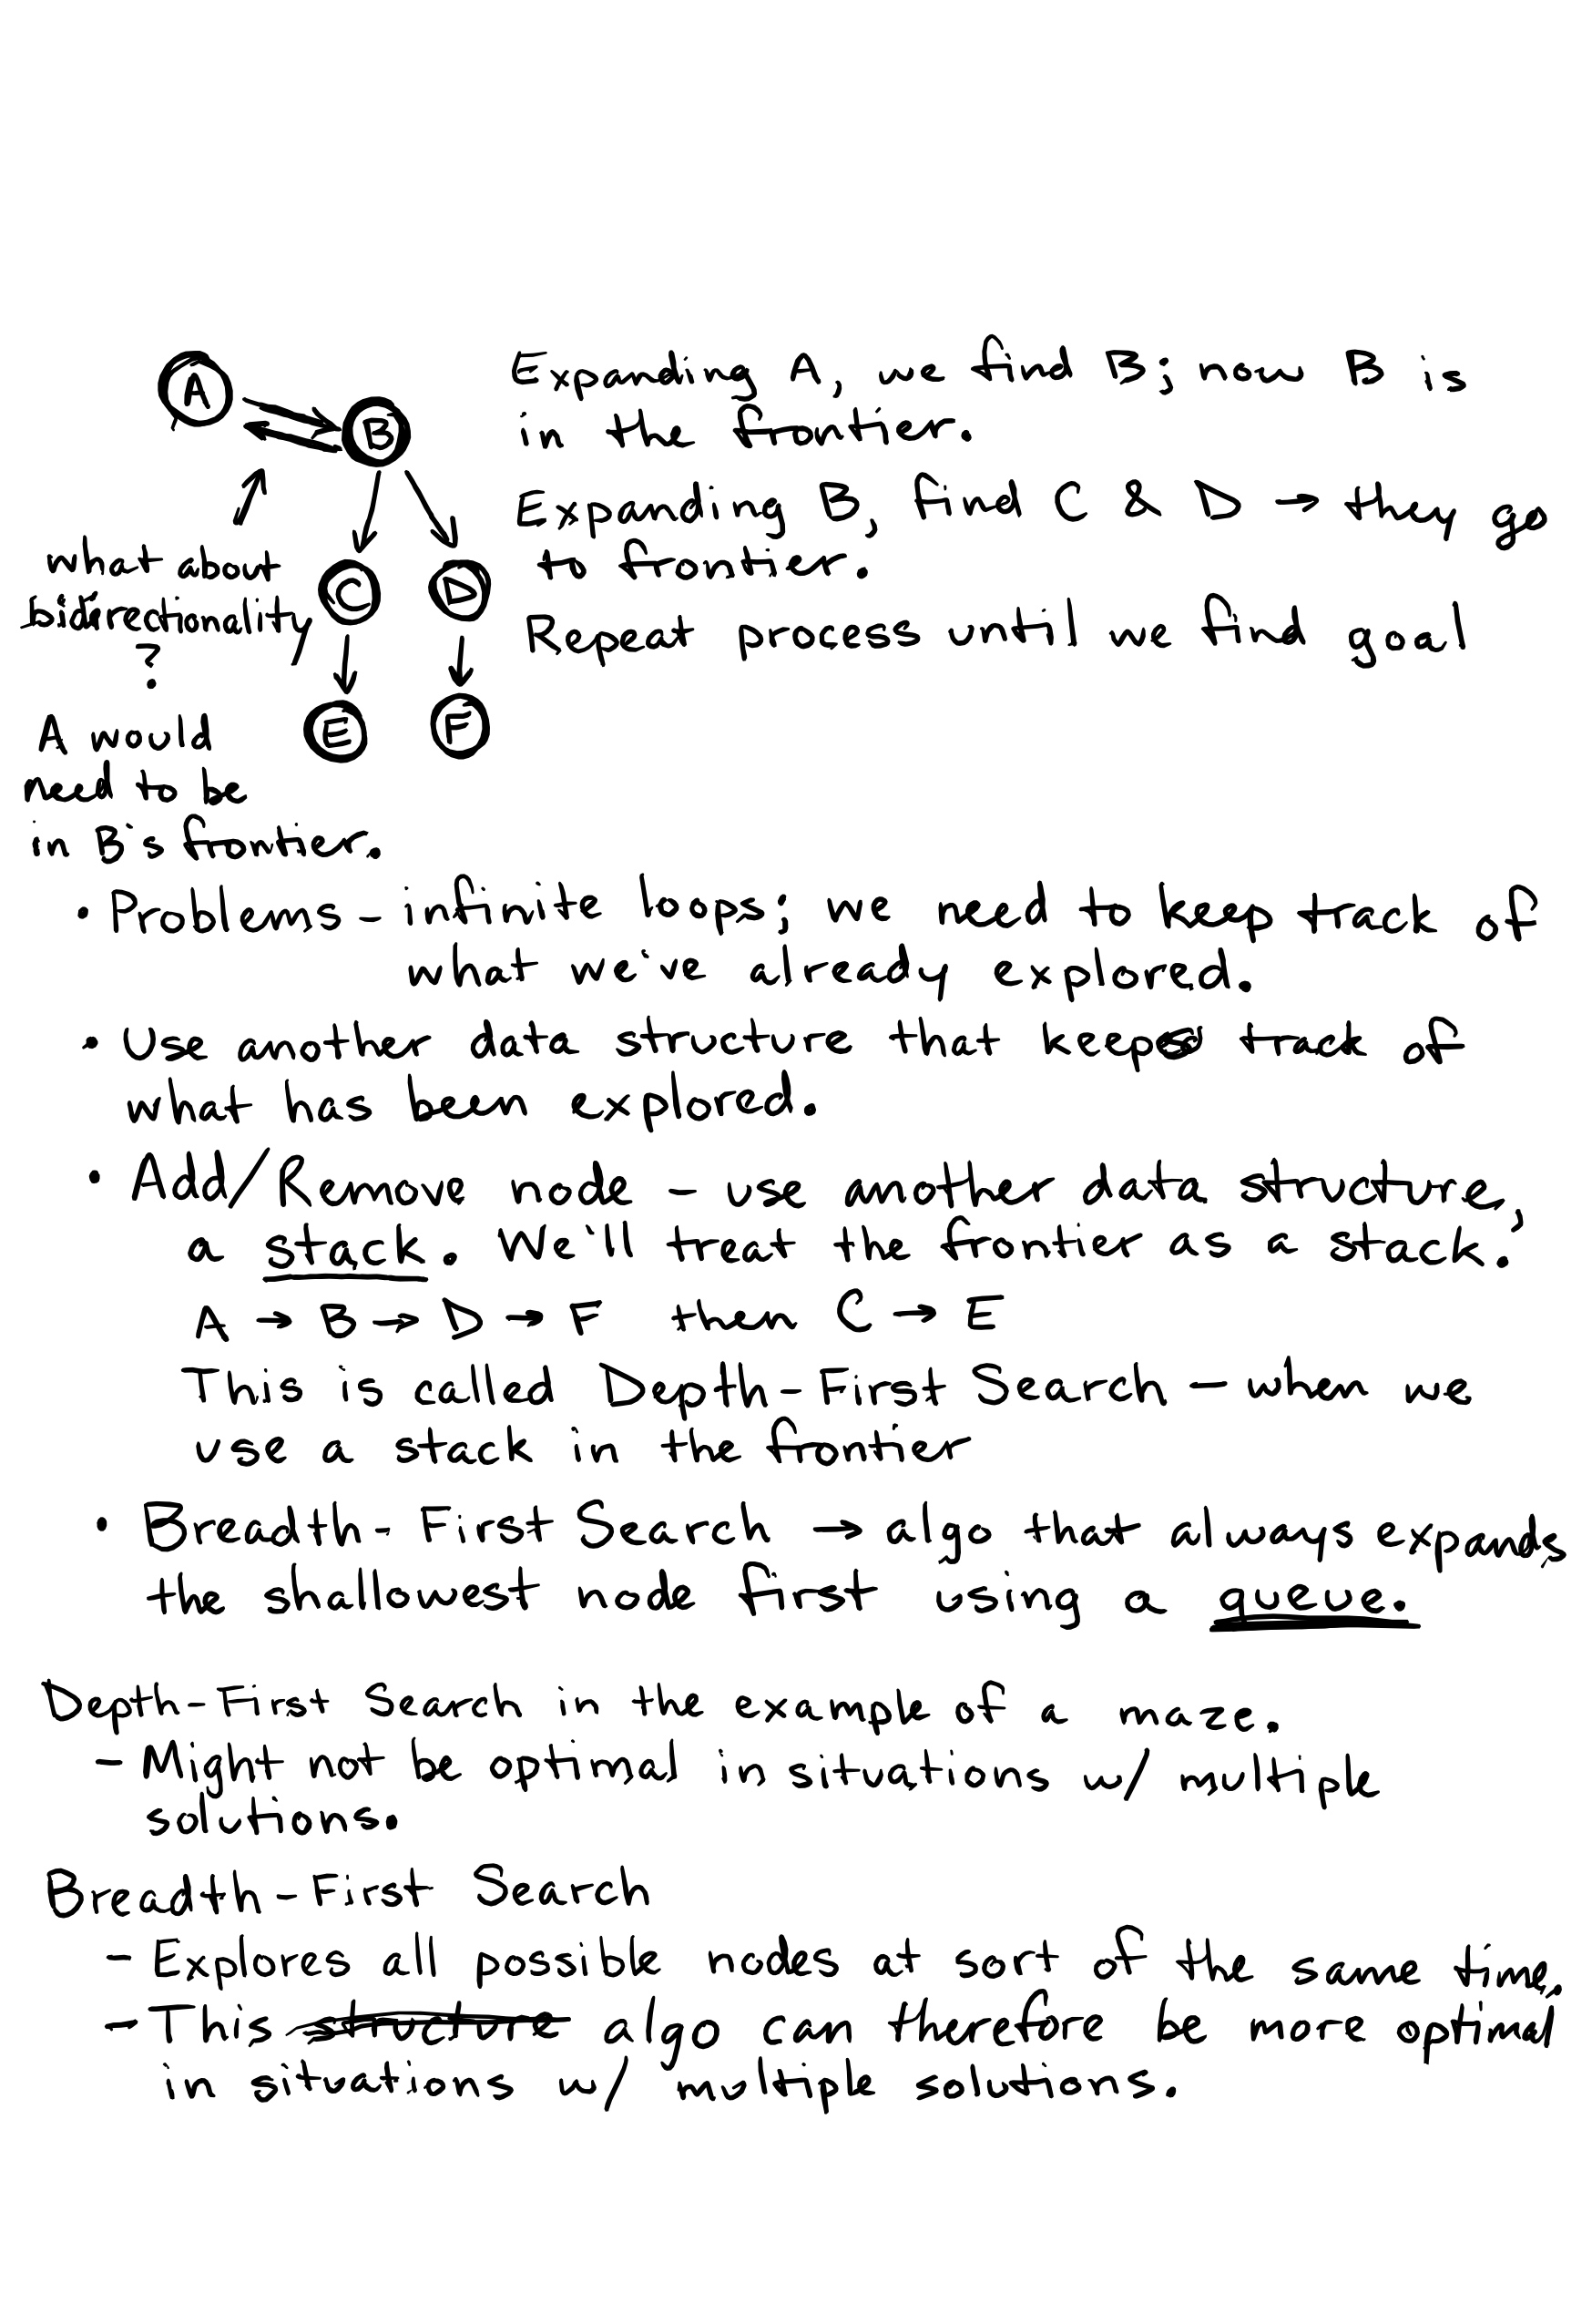 A
B
C
D
E
F
Expanding A, we find B; now B is
in the frontier.
Expanding B, find C & D → they go
to frontier.
Repeat process until we find goal
what about
bidirectionality
?
A would
need to be
in B's frontier.
• Problems - infinite loops; we need to keep track of
what we've already explored.
• Use another data structure that keeps track of
what has been explored.
• Add/Remove node - use another data structure,
a stack. We'll treat the frontier as a stack.
A → B → D → F then C → E
This is called Depth-First Search - when we
use a stack in the frontier
• Breadth-First Search → algo that always expands
the shallowest node first using a queue.
Depth-First Search in the example of a maze.
- Might not be optimal in situations w/ multiple
solutions.
Breadth-First Search
- Explores all possible nodes at sort of the same time.
- This structure algo can therefore be more optimal
in situations w/ multiple solutions.